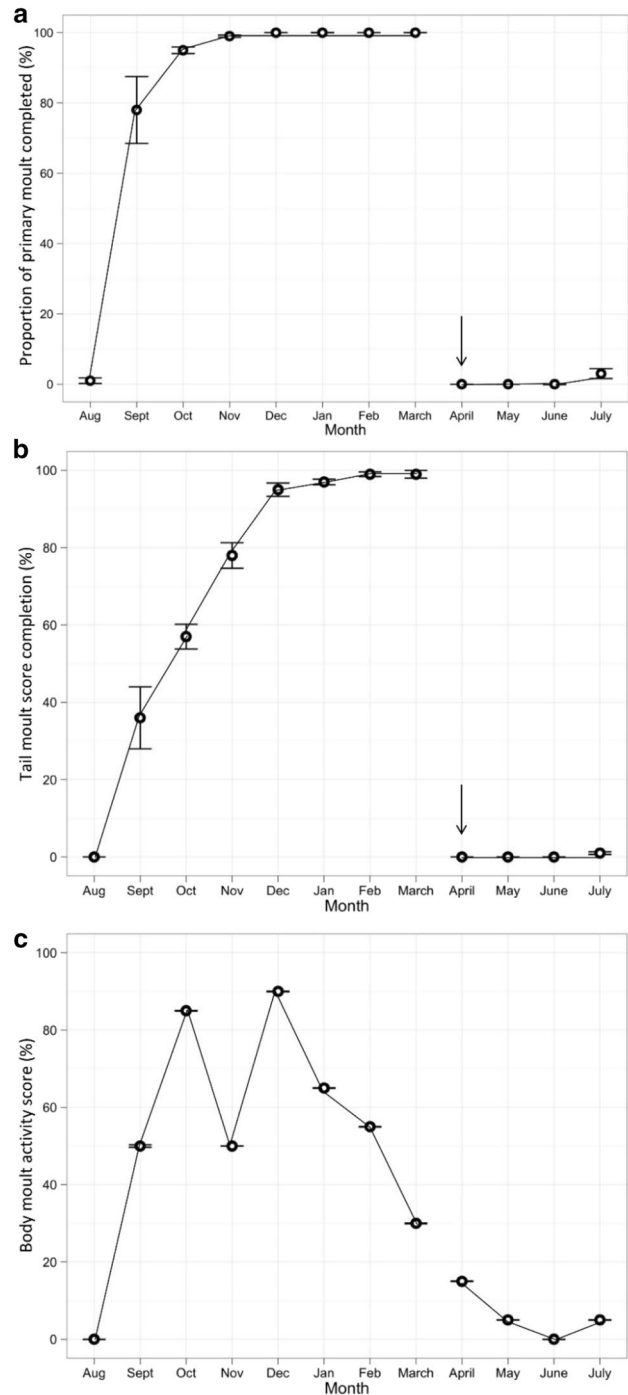 a
Proportion of primary moult completed (%)
100
80
60
40
20
0
Aug Sept Oct Nov Dec Jan Feb March April May June July
Month
b
Tail moult score completion (%)
100
80
60
40
20
0
Aug Sept Oct Nov Dec Jan Feb March April May June July
Month
c
Body moult activity score (%)
100
80
60
40
20
0
Aug Sept Oct Nov Dec Jan Feb March April May June July
Month